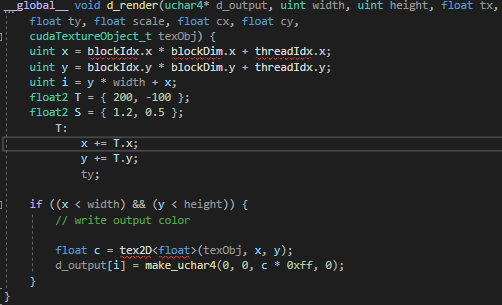 __global__ void d_render(uchar4* d_output, uint width, uint height, float tx,
float ty, float scale, float cx, float cy,
cudaTextureObject_t texObj) {
uint x = blockIdx.x * blockDim.x + threadIdx.x;
uint y = blockIdx.y * blockDim.y + threadIdx.y;
uint i = y * width + x;
float2 T = { 200, -100 };
float2 S = { 1.2, 0.5 };
T:
x += T.x;
y += T.y;
ty;
if ((x < width) && (y < height)) {
// write output color
float c = tex2D<float>(texObj, x, y);
d_output[i] = make_uchar4(0, 0, c * 0xff, 0);
}
}